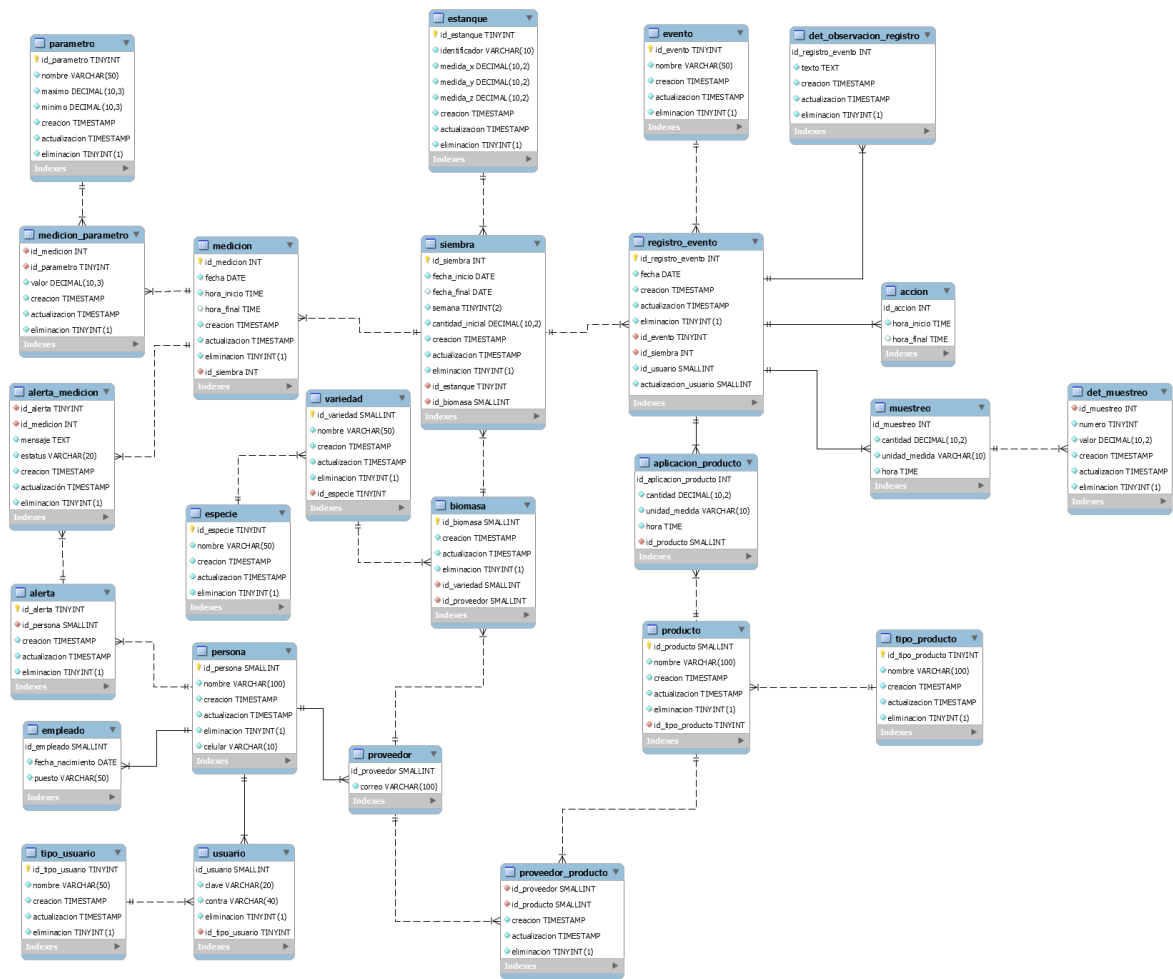 estanque
id_estanque TINYINT
identificador VARCHAR(10)
medida_x DECIMAL(10,2)
medida_y DECIMAL(10,2)
medida_z DECIMAL(10,2)
creacion TIMESTAMP
actualizacion TIMESTAMP
eliminacion TINYINT(1)
Indexes
evento
id_evento TINYINT
nombre VARCHAR(50)
creacion TIMESTAMP
actualizacion TIMESTAMP
eliminacion TINYINT(1)
Indexes
det_observacion_registro
id_registro_evento INT
texto TEXT
creacion TIMESTAMP
actualizacion TIMESTAMP
eliminacion TINYINT(1)
Indexes
parametro
id_parametro TINYINT
nombre VARCHAR(50)
maximo DECIMAL(10,3)
minimo DECIMAL(10,3)
creacion TIMESTAMP
actualizacion TIMESTAMP
eliminacion TINYINT(1)
Indexes
medicion_parametro
id_medicion INT
id_parametro TINYINT
valor DECIMAL(10,3)
creacion TIMESTAMP
actualizacion TIMESTAMP
eliminacion TINYINT(1)
Indexes
medicion
id_medicion INT
fecha DATE
hora_inicio TIME
hora_final TIME
creacion TIMESTAMP
actualizacion TIMESTAMP
eliminacion TINYINT(1)
id_siembra INT
Indexes
siembra
id_siembra INT
fecha_inicio DATE
fecha_final DATE
semana TINYINT(2)
cantidad_inicial DECIMAL(10,2)
creacion TIMESTAMP
actualizacion TIMESTAMP
eliminacion TINYINT(1)
id_estanque TINYINT
id_biomasa SMALLINT
Indexes
registro_evento
id_registro_evento INT
fecha DATE
creacion TIMESTAMP
actualizacion TIMESTAMP
eliminacion TINYINT(1)
id_evento TINYINT
id_siembra INT
id_usuario SMALLINT
actualizacion_usuario SMALLINT
Indexes
accion
id_accion INT
hora_inicio TIME
hora_final TIME
Indexes
alerta_medicion
id_alerta TINYINT
id_medicion INT
mensaje TEXT
estatus VARCHAR(20)
creacion TIMESTAMP
actualización TIMESTAMP
eliminacion TINYINT(1)
Indexes
variedad
id_variedad SMALLINT
nombre VARCHAR(50)
creacion TIMESTAMP
actualizacion TIMESTAMP
eliminacion TINYINT(1)
id_especie TINYINT
Indexes
muestreo
id_muestreo INT
cantidad DECIMAL(10,2)
unidad_medida VARCHAR(10)
hora TIME
Indexes
det_muestreo
id_muestreo INT
numero TINYINT
valor DECIMAL(10,2)
creacion TIMESTAMP
actualizacion TIMESTAMP
eliminacion TINYINT(1)
Indexes
aplicacion_producto
id_aplicacion_producto INT
cantidad DECIMAL(10,2)
unidad_medida VARCHAR(10)
hora TIME
id_producto SMALLINT
Indexes
especie
id_especie TINYINT
nombre VARCHAR(50)
creacion TIMESTAMP
actualizacion TIMESTAMP
eliminacion TINYINT(1)
Indexes
biomasa
id_biomasa SMALLINT
creacion TIMESTAMP
actualizacion TIMESTAMP
eliminacion TINYINT(1)
id_variedad SMALLINT
id_proveedor SMALLINT
Indexes
alerta
id_alerta TINYINT
id_persona SMALLINT
creacion TIMESTAMP
actualizacion TIMESTAMP
eliminacion TINYINT(1)
Indexes
persona
id_persona SMALLINT
nombre VARCHAR(100)
creacion TIMESTAMP
actualizacion TIMESTAMP
eliminacion TINYINT(1)
celular VARCHAR(10)
Indexes
producto
id_producto SMALLINT
nombre VARCHAR(100)
creacion TIMESTAMP
actualizacion TIMESTAMP
eliminacion TINYINT(1)
id_tipo_producto TINYINT
Indexes
tipo_producto
id_tipo_producto TINYINT
nombre VARCHAR(100)
creacion TIMESTAMP
actualizacion TIMESTAMP
eliminacion TINYINT(1)
Indexes
empleado
id_empleado SMALLINT
fecha_nacimiento DATE
puesto VARCHAR(50)
Indexes
proveedor
id_proveedor SMALLINT
correo VARCHAR(100)
Indexes
tipo_usuario
id_tipo_usuario TINYINT
nombre VARCHAR(50)
creacion TIMESTAMP
actualizacion TIMESTAMP
eliminacion TINYINT(1)
Indexes
usuario
id_usuario SMALLINT
clave VARCHAR(20)
contra VARCHAR(40)
eliminacion TINYINT(1)
id_tipo_usuario TINYINT
Indexes
proveedor_producto
id_proveedor SMALLINT
id_producto SMALLINT
creacion TIMESTAMP
actualizacion TIMESTAMP
eliminacion TINYINT(1)
Indexes